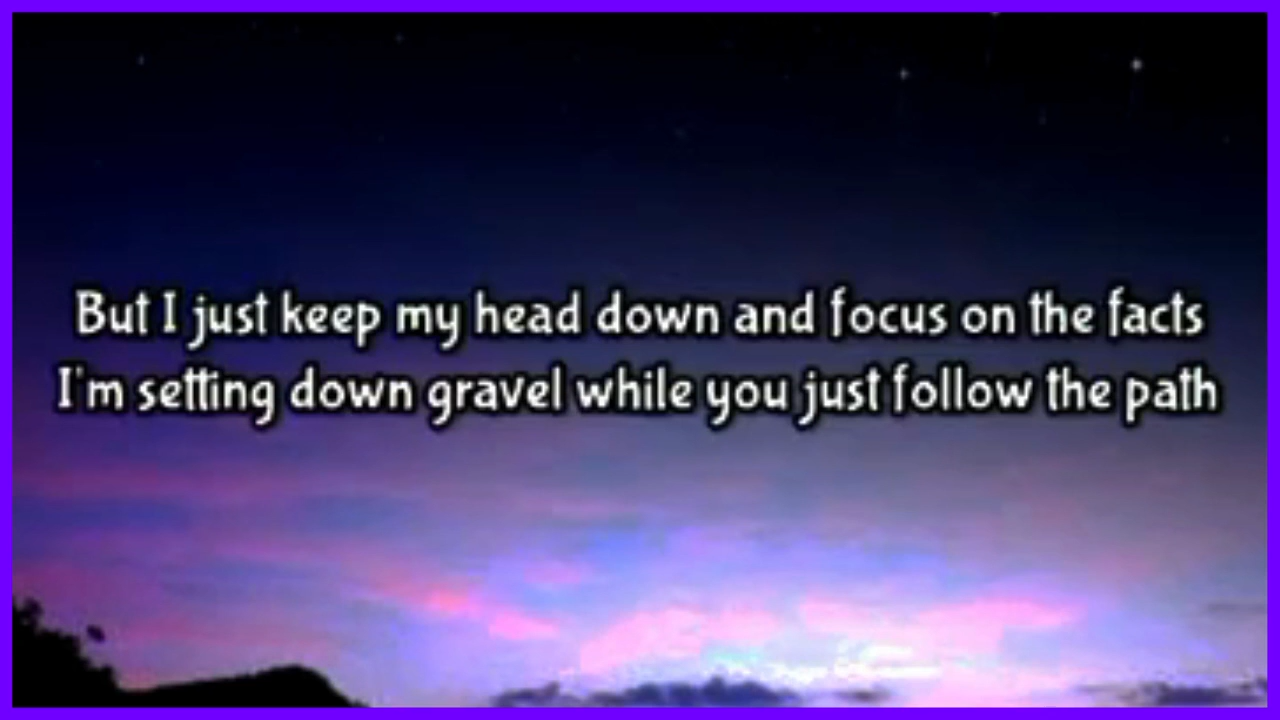 But I just keep my head down and focus on the facts
I'm setting down gravel while you just follow the path